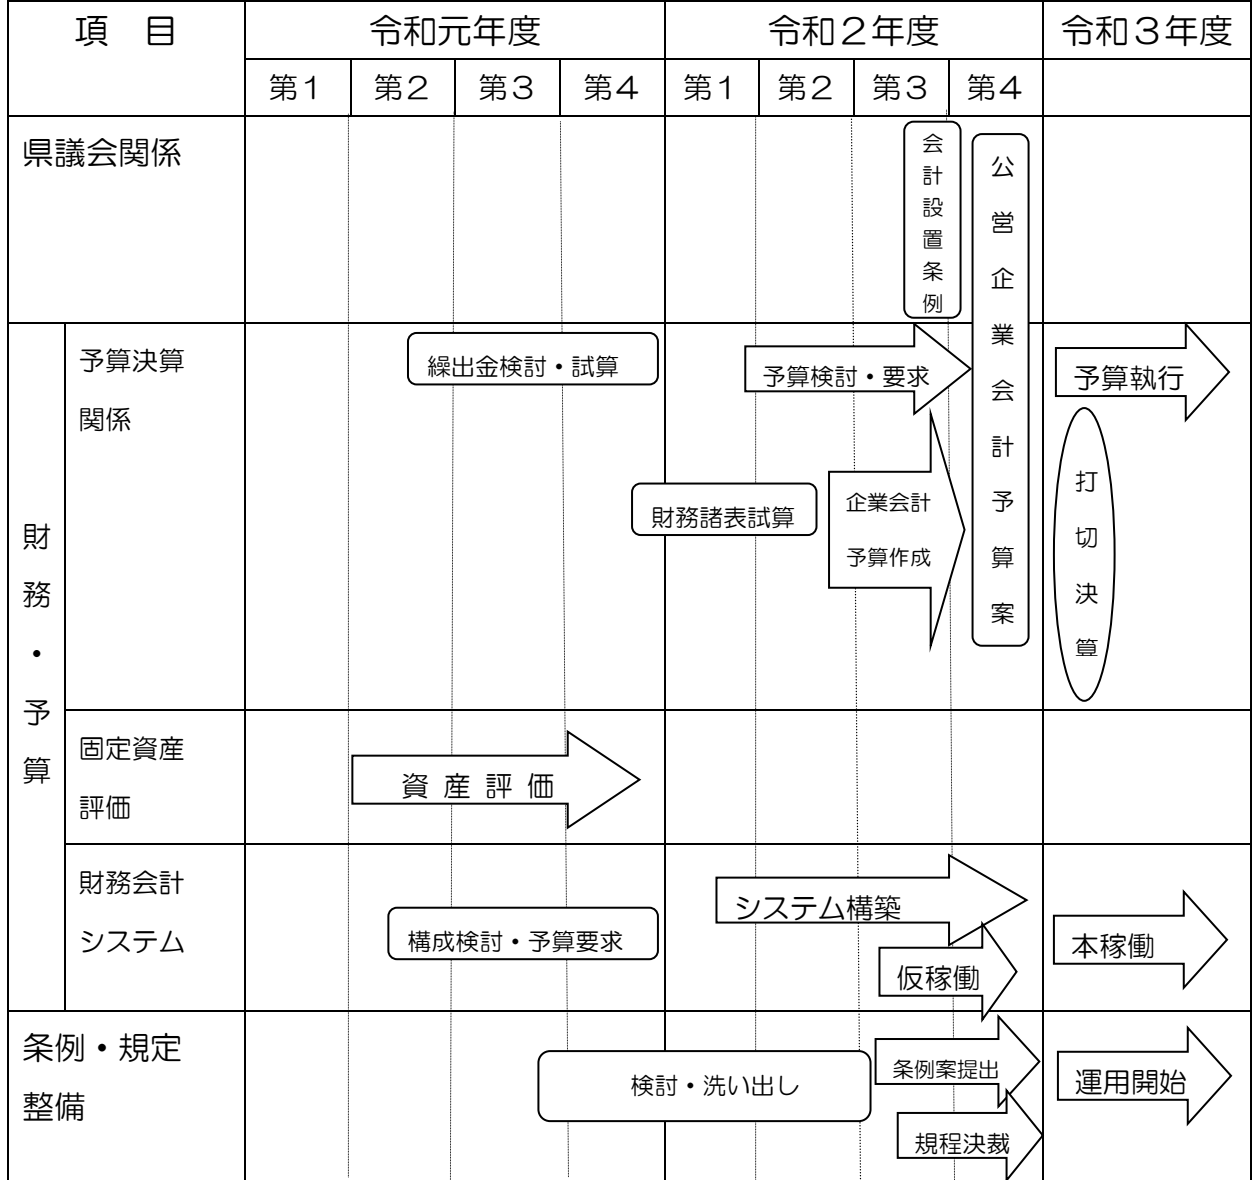 項　目
令和元年度
令和２年度
令和３年度
第１
第２
第３
第４
第１
第２
第３
第４
県議会関係
会計設置条例
公営企業会計予算案
財務・予算
予算決算
関係
繰出金検討・試算
予算検討・要求
予算執行
財務諸表試算
企業会計
予算作成
打切決算
固定資産
評価
資産評価
財務会計
システム
構成検討・予算要求
システム構築
仮稼働
本稼働
条例・規定
整備
検討・洗い出し
条例案提出
規程決裁
運用開始